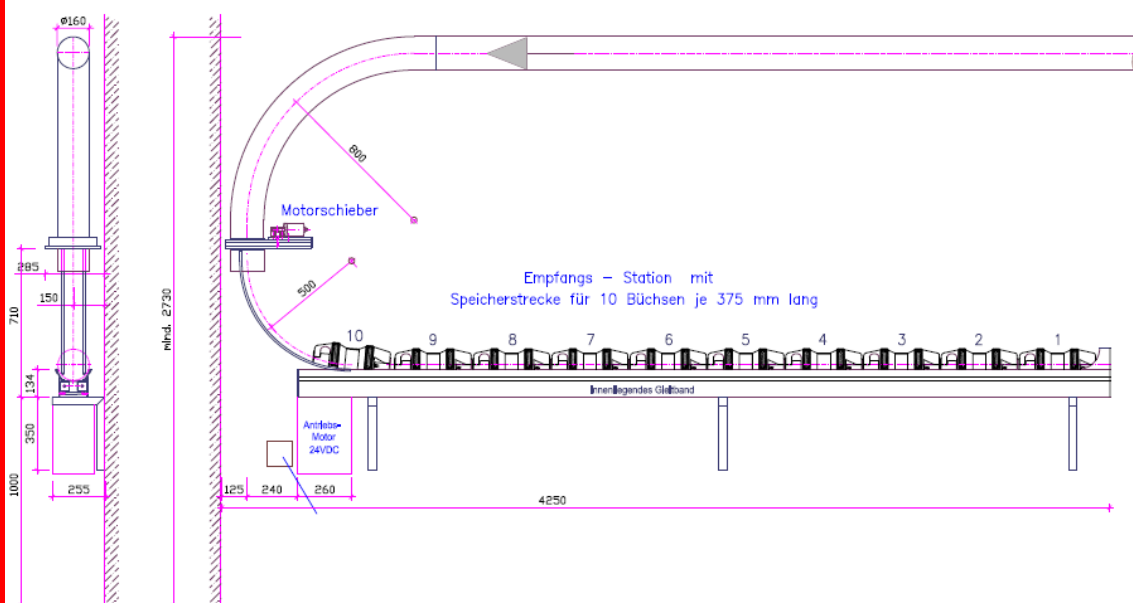 ø160
800
Motorschieber
285
500
Empfangs - Station mit
Speicherstrecke für 10 Büchsen je 375 mm lang
150
710
Mind. 2730
10 9 8 7 6 5 4 3 2 1
134
Innenliegendes Gleitband
350
Antriebs-
Motor
24VDC
1000
255
125 240 260
4250